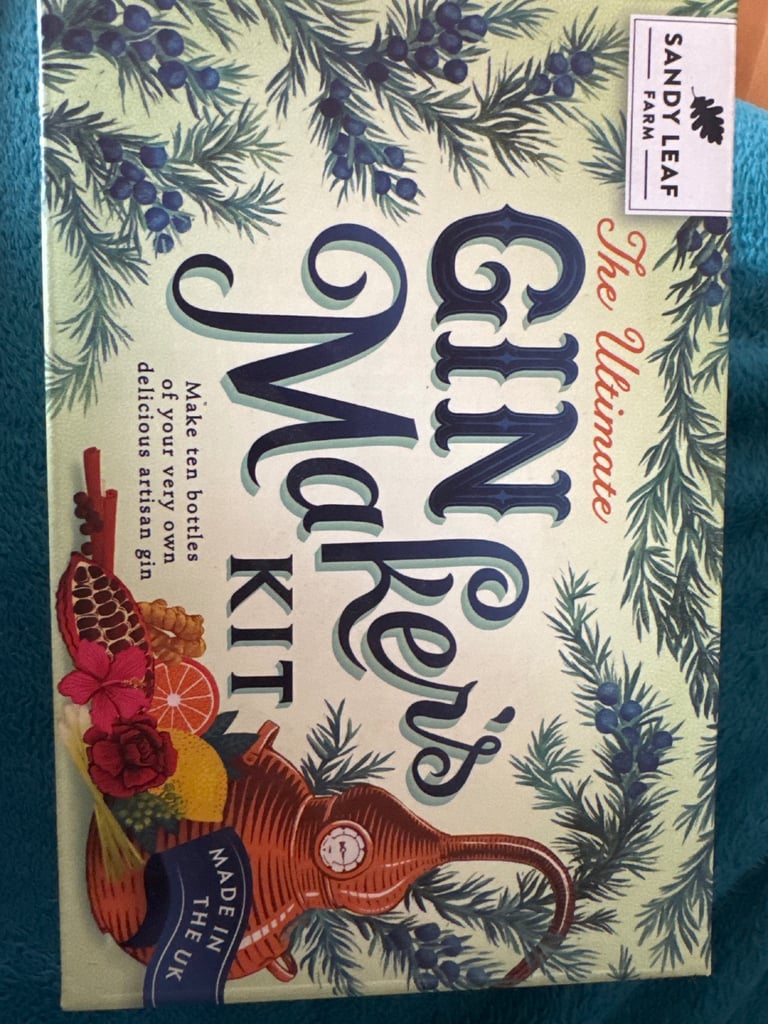 SANDY LEAF
FARM
The Ultimate
GIN
Maker's
KIT
Make ten bottles
of your very own
delicious artisan gin
MADE IN
THE UK